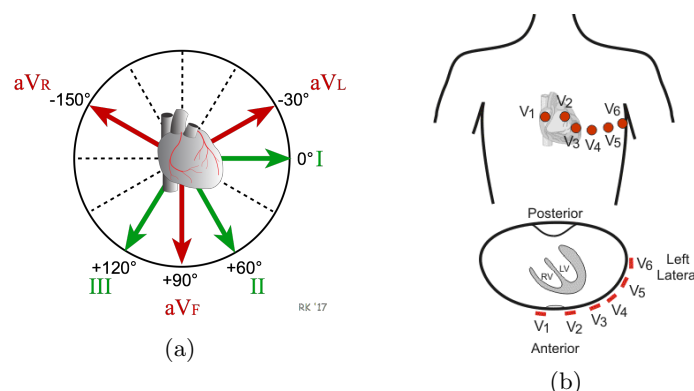 aVR
-150°
aVL
-30°
0° I
+120°
III
+90°
aVF
+60°
II
RK '17
(a)
V1
V2
V3
V4
V5
V6
Posterior
RV
LV
V6
Left
Latera
V5
V4
V3
V2
V1
Anterior
(b)